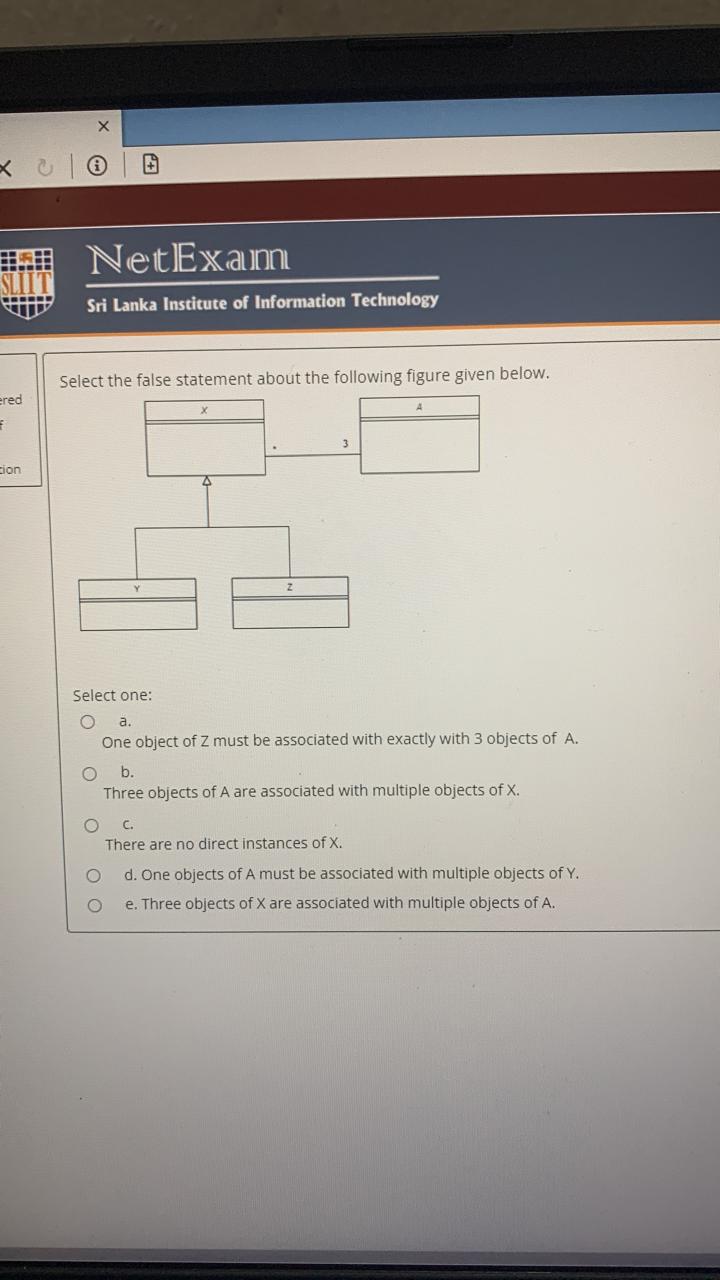 NetExam
SLIIT
Sri Lanka Institute of Information Technology
ered
f
tion
Select the false statement about the following figure given below.
X
A
*
3
Y
Z
Select one:
a.
One object of Z must be associated with exactly with 3 objects of A.
b.
Three objects of A are associated with multiple objects of X.
c.
There are no direct instances of X.
d. One objects of A must be associated with multiple objects of Y.
e. Three objects of X are associated with multiple objects of A.